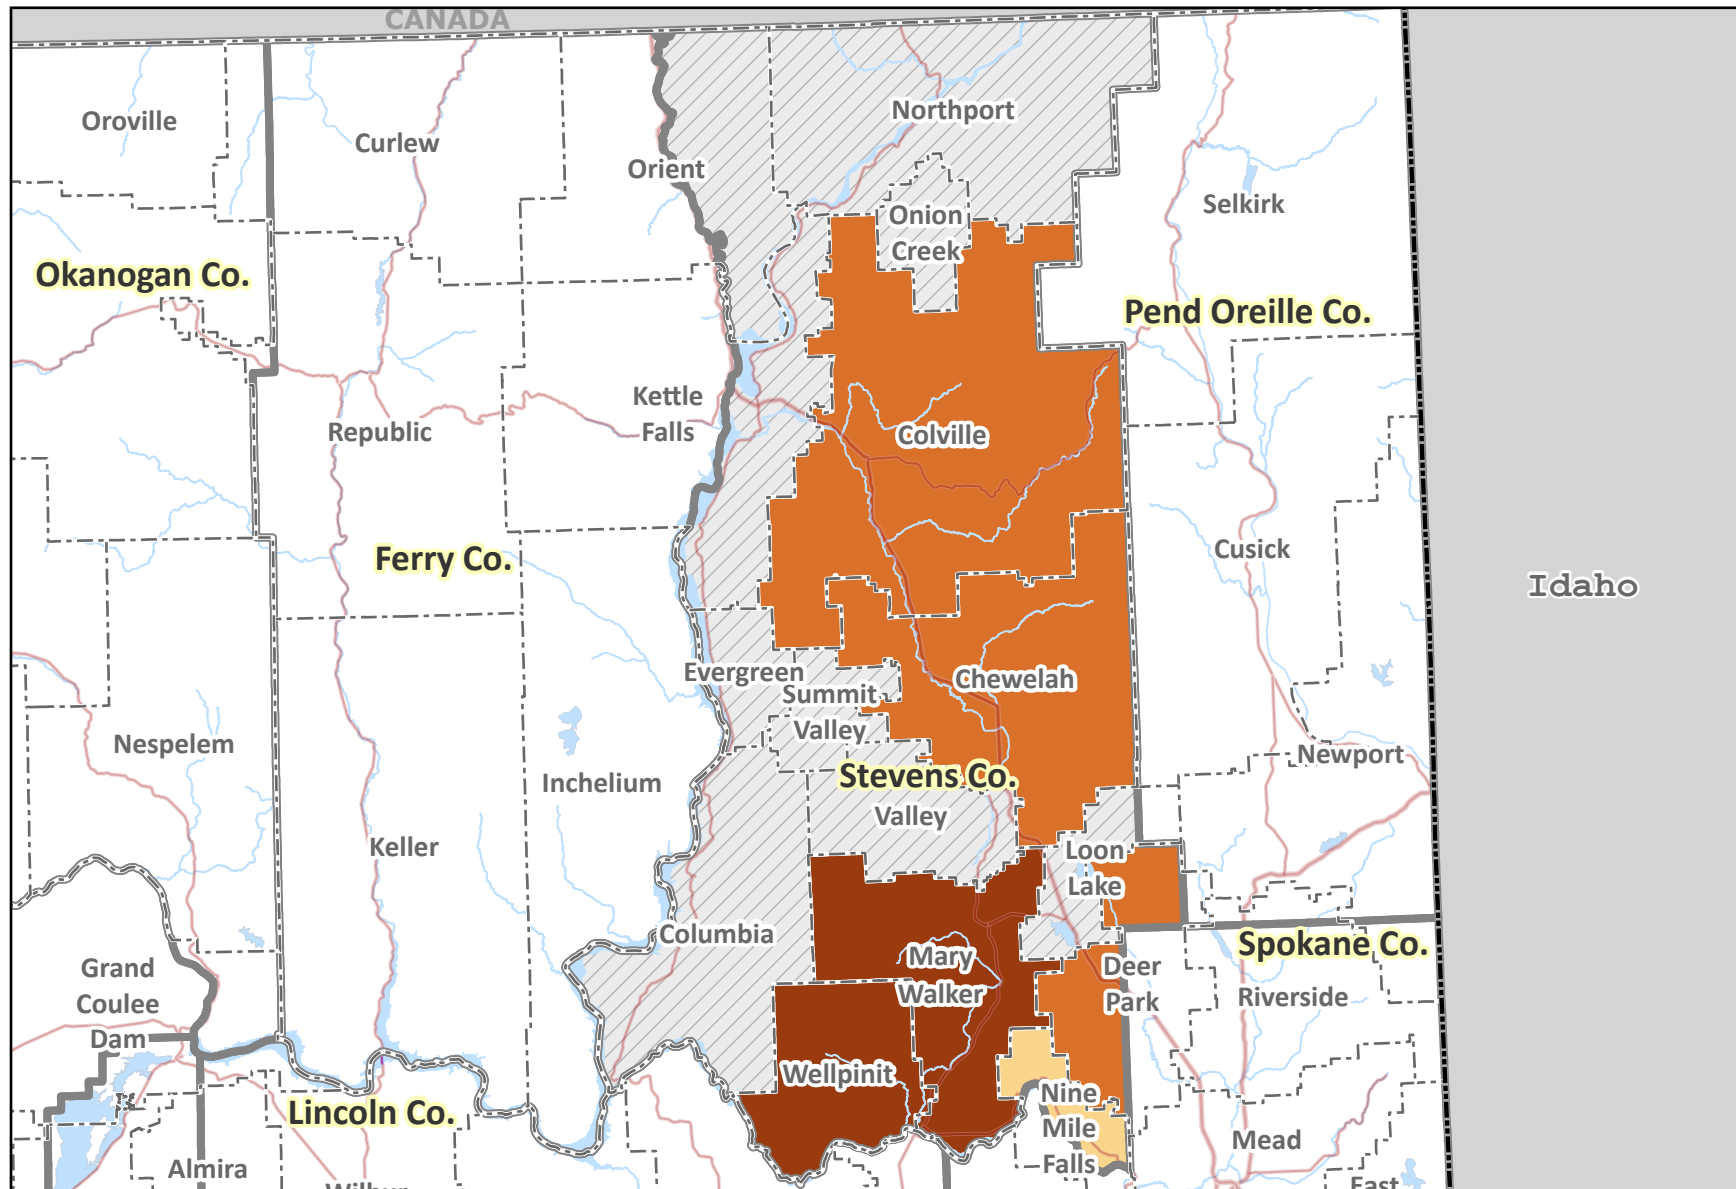 CANADA
Northport
Oroville
Curlew
Orient
Selkirk
Onion
Creek
Okanogan Co.
Pend Oreille Co.
Kettle
Falls
Republic
Colville
Ferry Co.
Cusick
Idaho
Evergreen
Chewelah
Summit
Valley
Nespelem
Newport
Inchelium
Stevens Co.
Valley
Keller
Loon
Lake
Columbia
Spokane Co.
Mary
Walker
Deer
Park
Grand
Coulee
Dam
Riverside
Wellpinit
Nine
Mile
Falls
Lincoln Co.
Mead
Almira
Wilbur
East